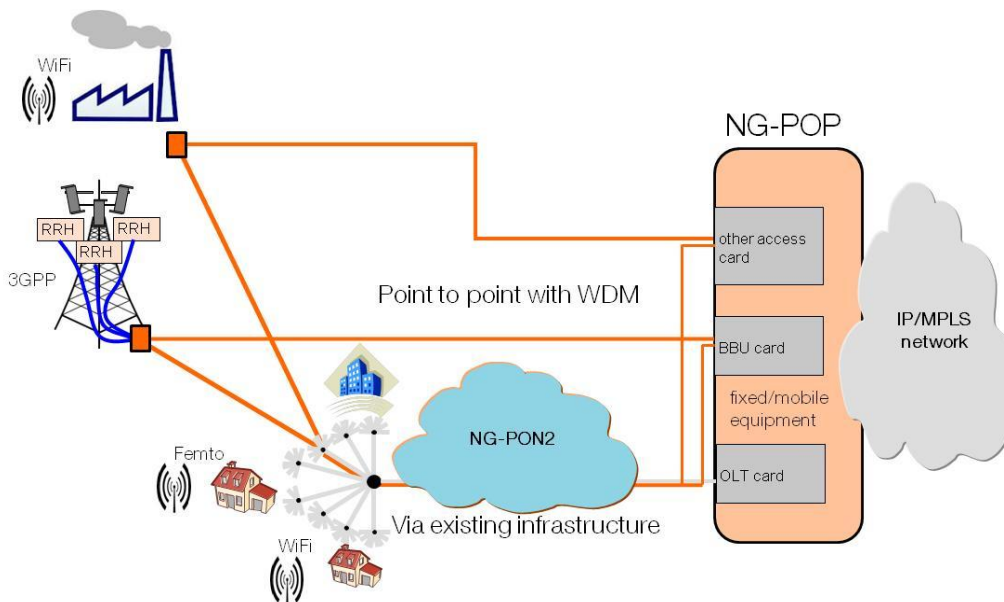 WiFi
NG-POP
RRH
RRH
RRH
3GPP
other access
card
Point to point with WDM
IP/MPLS
network
BBU card
fixed/mobile
equipment
NG-PON2
Femto
OLT card
Via existing infrastructure
WiFi